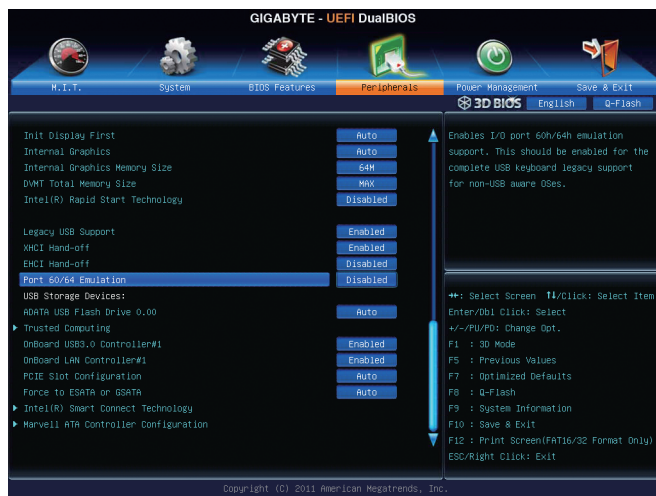 GIGABYTE - UEFI DualBIOS
M.I.T. System BIOS Features Peripherals Power Management Save & Exit
3D BIOS English Q-Flash
Init Display First Auto
Internal Graphics Auto
Internal Graphics Memory Size 64M
DVMT Total Memory Size MAX
Intel(R) Rapid Start Technology Disabled
Legacy USB Support Enabled
XHCI Hand-off Enabled
EHCI Hand-off Disabled
Port 60/64 Emulation Disabled
USB Storage Devices:
ADATA USB Flash Drive 0.00 Auto
Trusted Computing
OnBoard USB3.0 Controller#1 Enabled
OnBoard LAN Controller#1 Enabled
PCIE Slot Configuration Auto
Force to ESATA or GSATA Auto
Intel(R) Smart Connect Technology
Marvell ATA Controller Configuration
Enables I/O port 60h/64h emulation
support. This should be enabled for the
complete USB keyboard legacy support
for non-USB aware OSes.
→←: Select Screen ↑↓/Click: Select Item
Enter/Dbl Click: Select
+/-/PU/PD: Change Opt.
F1 : 3D Mode
F5 : Previous Values
F7 : Optimized Defaults
F8 : Q-Flash
F9 : System Information
F10 : Save & Exit
F12 : Print Screen(FAT16/32 Format Only)
ESC/Right Click: Exit
Copyright (C) 2011 American Megatrends, Inc.